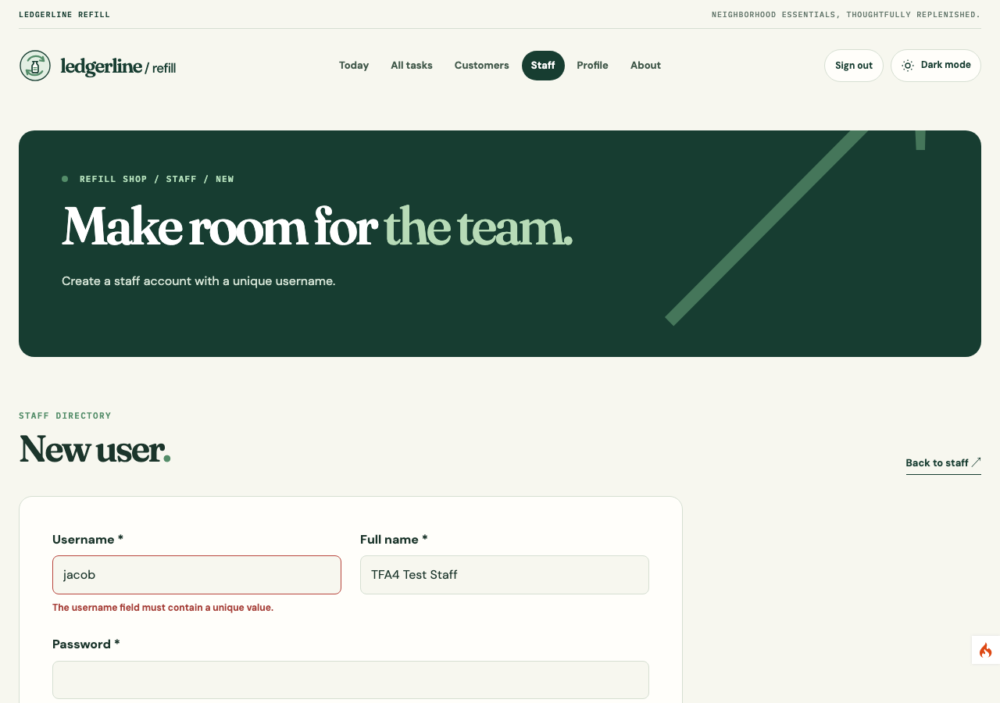 LEDGERLINE REFILL
NEIGHBORHOOD ESSENTIALS, THOUGHTFULLY REPLENISHED.
ledgerline / refill
Today
All tasks
Customers
Staff
Profile
About
Sign out
Dark mode
REFILL SHOP / STAFF / NEW
Make room for the team.
Create a staff account with a unique username.
STAFF DIRECTORY
New user.
Back to staff ↗
Username *
Full name *
jacob
TFA4 Test Staff
The username field must contain a unique value.
Password *